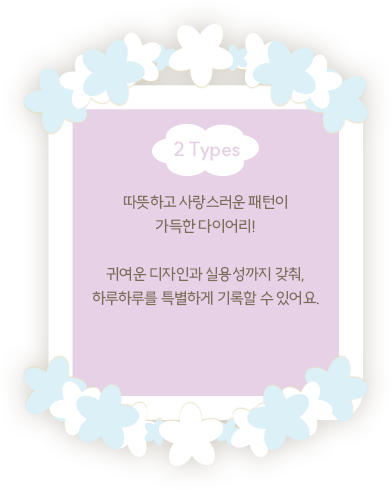 2 Types
따뜻하고 사랑스러운 패턴이
가득한 다이어리!
귀여운 디자인과 실용성까지 갖춰,
하루하루를 특별하게 기록할 수 있어요.